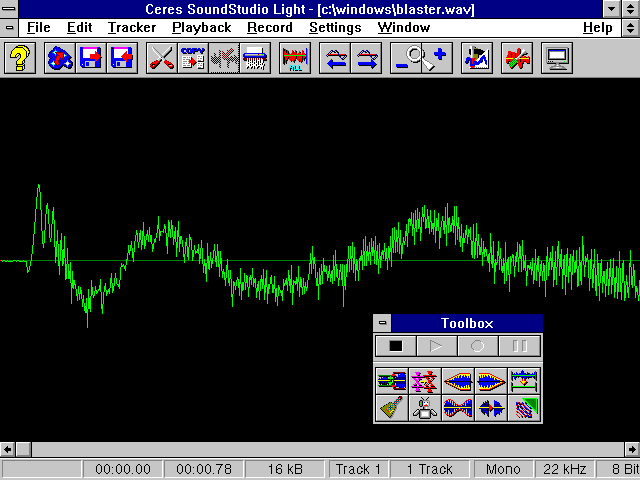 Ceres SoundStudio Light - [c:\windows\blaster.wav]
File Edit Tracker Playback Record Settings Window Help
COPY
ALL
Toolbox
00:00.00 00:00.78 16 kB Track 1 1 Track Mono 22 kHz 8 Bit